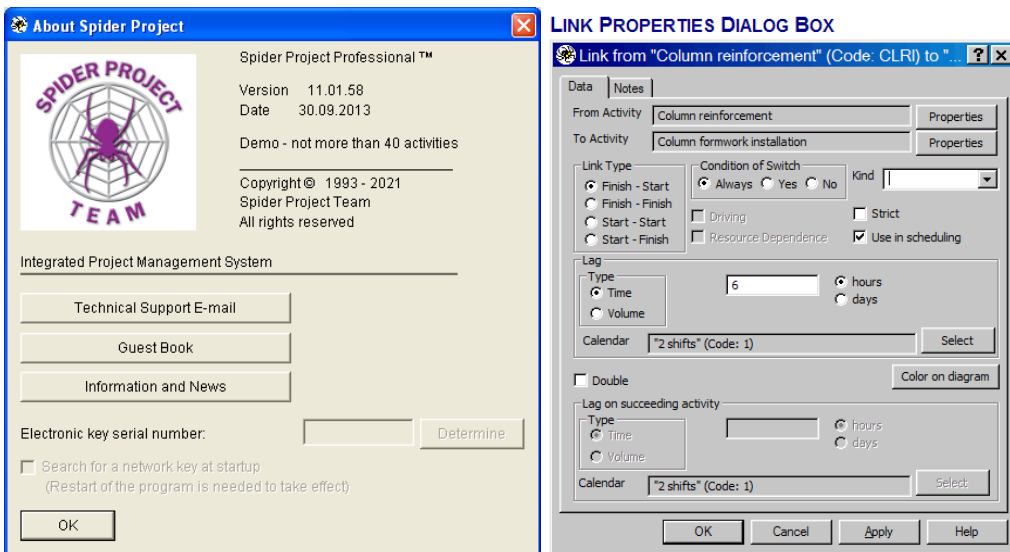 About Spider Project
SPIDER PROJECT
TEAM
Spider Project Professional ™
Version 11.01.58
Date 30.09.2013
Demo - not more than 40 activities
Copyright© 1993 - 2021
Spider Project Team
All rights reserved
Integrated Project Management System
Technical Support E-mail
Guest Book
Information and News
Electronic key serial number:
Determine
Search for a network key at startup
(Restart of the program is needed to take effect)
OK
LINK PROPERTIES DIALOG BOX
Link from "Column reinforcement" (Code: CLRI) to "...
Data Notes
From Activity Column reinforcement Properties
To Activity Column formwork installation Properties
Link Type
Finish - Start
Finish - Finish
Start - Start
Start - Finish
Condition of Switch
Always Yes No
Kind
Driving
Resource Dependence
Strict
Use in scheduling
Lag
Type
Time
Volume
6
hours
days
Calendar "2 shifts" (Code: 1) Select
Double
Color on diagram
Lag on succeeding activity
Type
Time
Volume
hours
days
Calendar "2 shifts" (Code: 1) Select
OK Cancel Apply Help